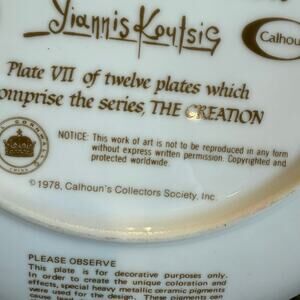 Yiannis Koutsis
Calhou
Plate VII of twelve plates which
omprise the series, THE CREATION
CORNWALL
CHINA
NOTICE: This work of art is not to be reproduced in any form
without express written permission. Copyrighted and
protected worldwide.
© 1978, Calhoun's Collectors Society, Inc.
PLEASE OBSERVE
This plate is for decorative purposes only.
In order to create the unique coloration and
effects, special heavy metallic ceramic pigments
were used for the design. These pigments can
cause